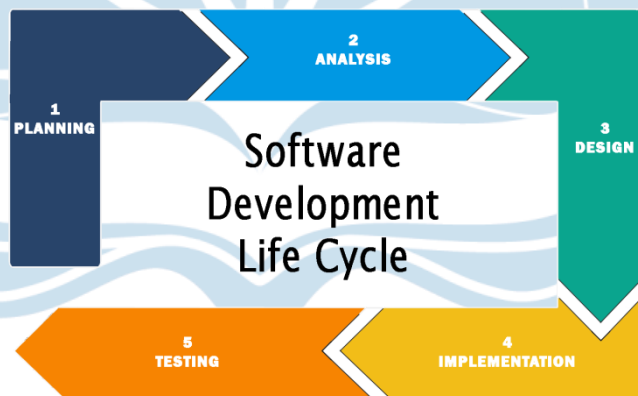 1
PLANNING
2
ANALYSIS
3
DESIGN
Software
Development
Life Cycle
4
IMPLEMENTATION
5
TESTING